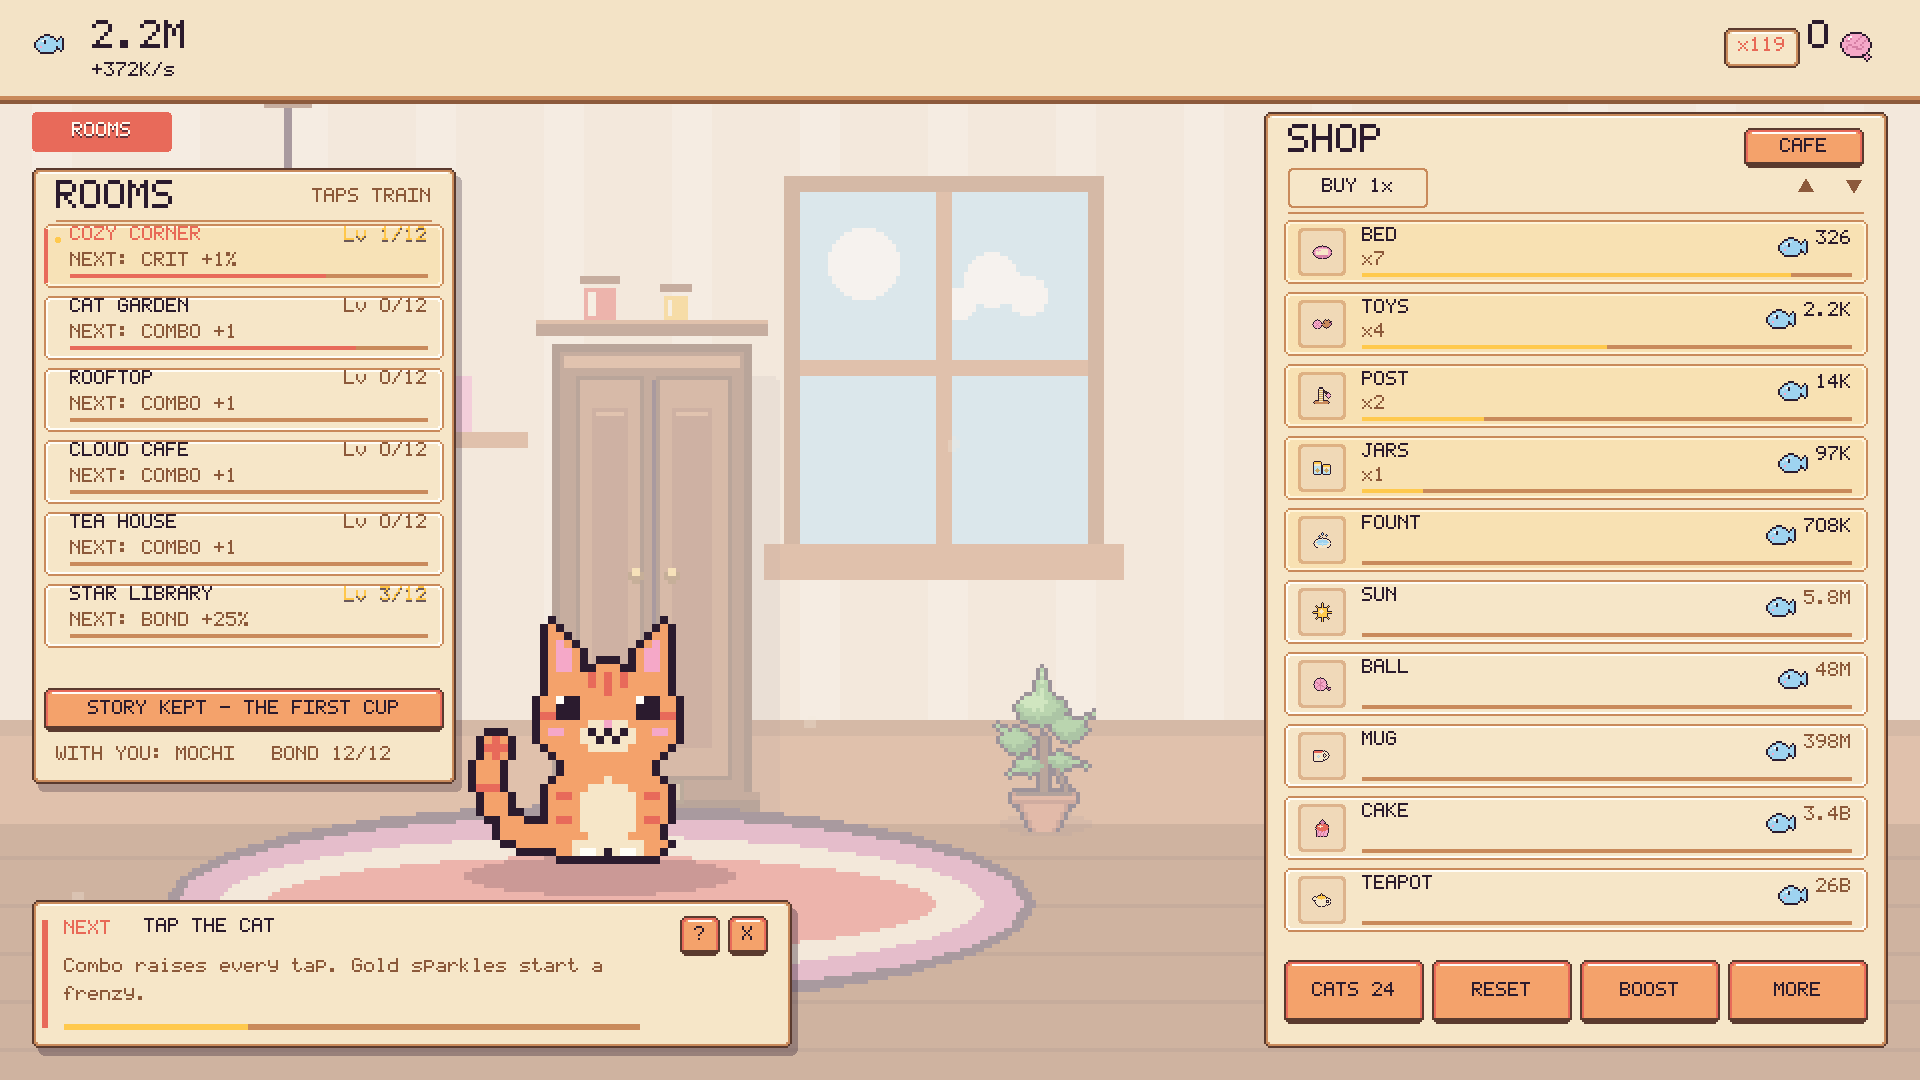 2.2M
+372K/s
x119
0
ROOMS
ROOMS
TAPS TRAIN
COZY CORNER
Lv 1/12
NEXT: CRIT +1%
CAT GARDEN
Lv 0/12
NEXT: COMBO +1
ROOFTOP
Lv 0/12
NEXT: COMBO +1
CLOUD CAFE
Lv 0/12
NEXT: COMBO +1
TEA HOUSE
Lv 0/12
NEXT: COMBO +1
STAR LIBRARY
Lv 3/12
NEXT: BOND +25%
STORY KEPT - THE FIRST CUP
WITH YOU: MOCHI BOND 12/12
NEXT TAP THE CAT
? X
Combo raises every tap. Gold sparkles start a
frenzy.
SHOP
CAFE
BUY 1x
BED
326
x7
TOYS
2.2K
x4
POST
14K
x2
JARS
97K
x1
FOUNT
708K
SUN
5.8M
BALL
48M
MUG
398M
CAKE
3.4B
TEAPOT
26B
CATS 24
RESET
BOOST
MORE